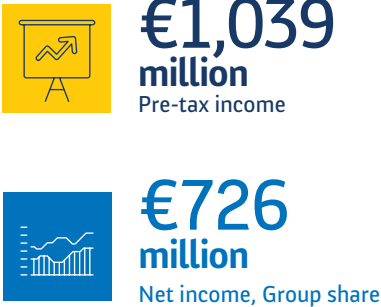 €1,039
million
Pre-tax income
€726
million
Net income, Group share